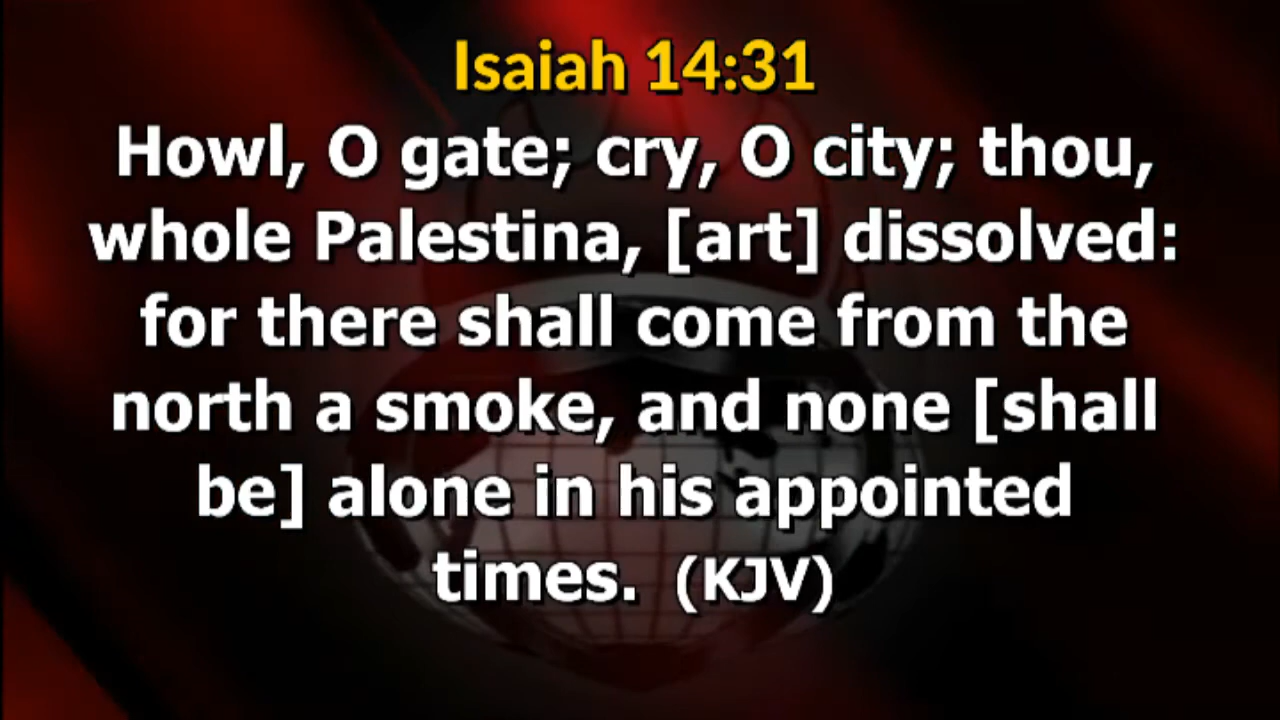 Isaiah 14:31
Howl, O gate; cry, O city; thou,
whole Palestina, [art] dissolved:
for there shall come from the
north a smoke, and none [shall
be] alone in his appointed
times. (KJV)